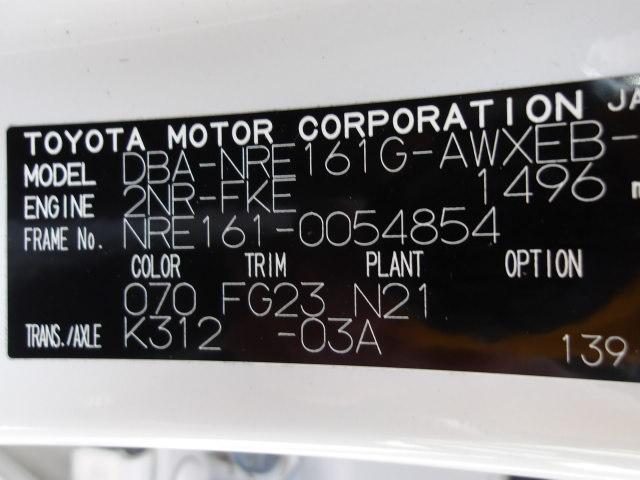 TOYOTA MOTOR CORPORATION JA
MODEL DBA-NRE161G-AWXEB-
ENGINE 2NR-FKE 1496
FRAME No. NRE161-0054854
COLOR TRIM PLANT OPTION
070 FG23 N21
TRANS./AXLE K312 -03A
139